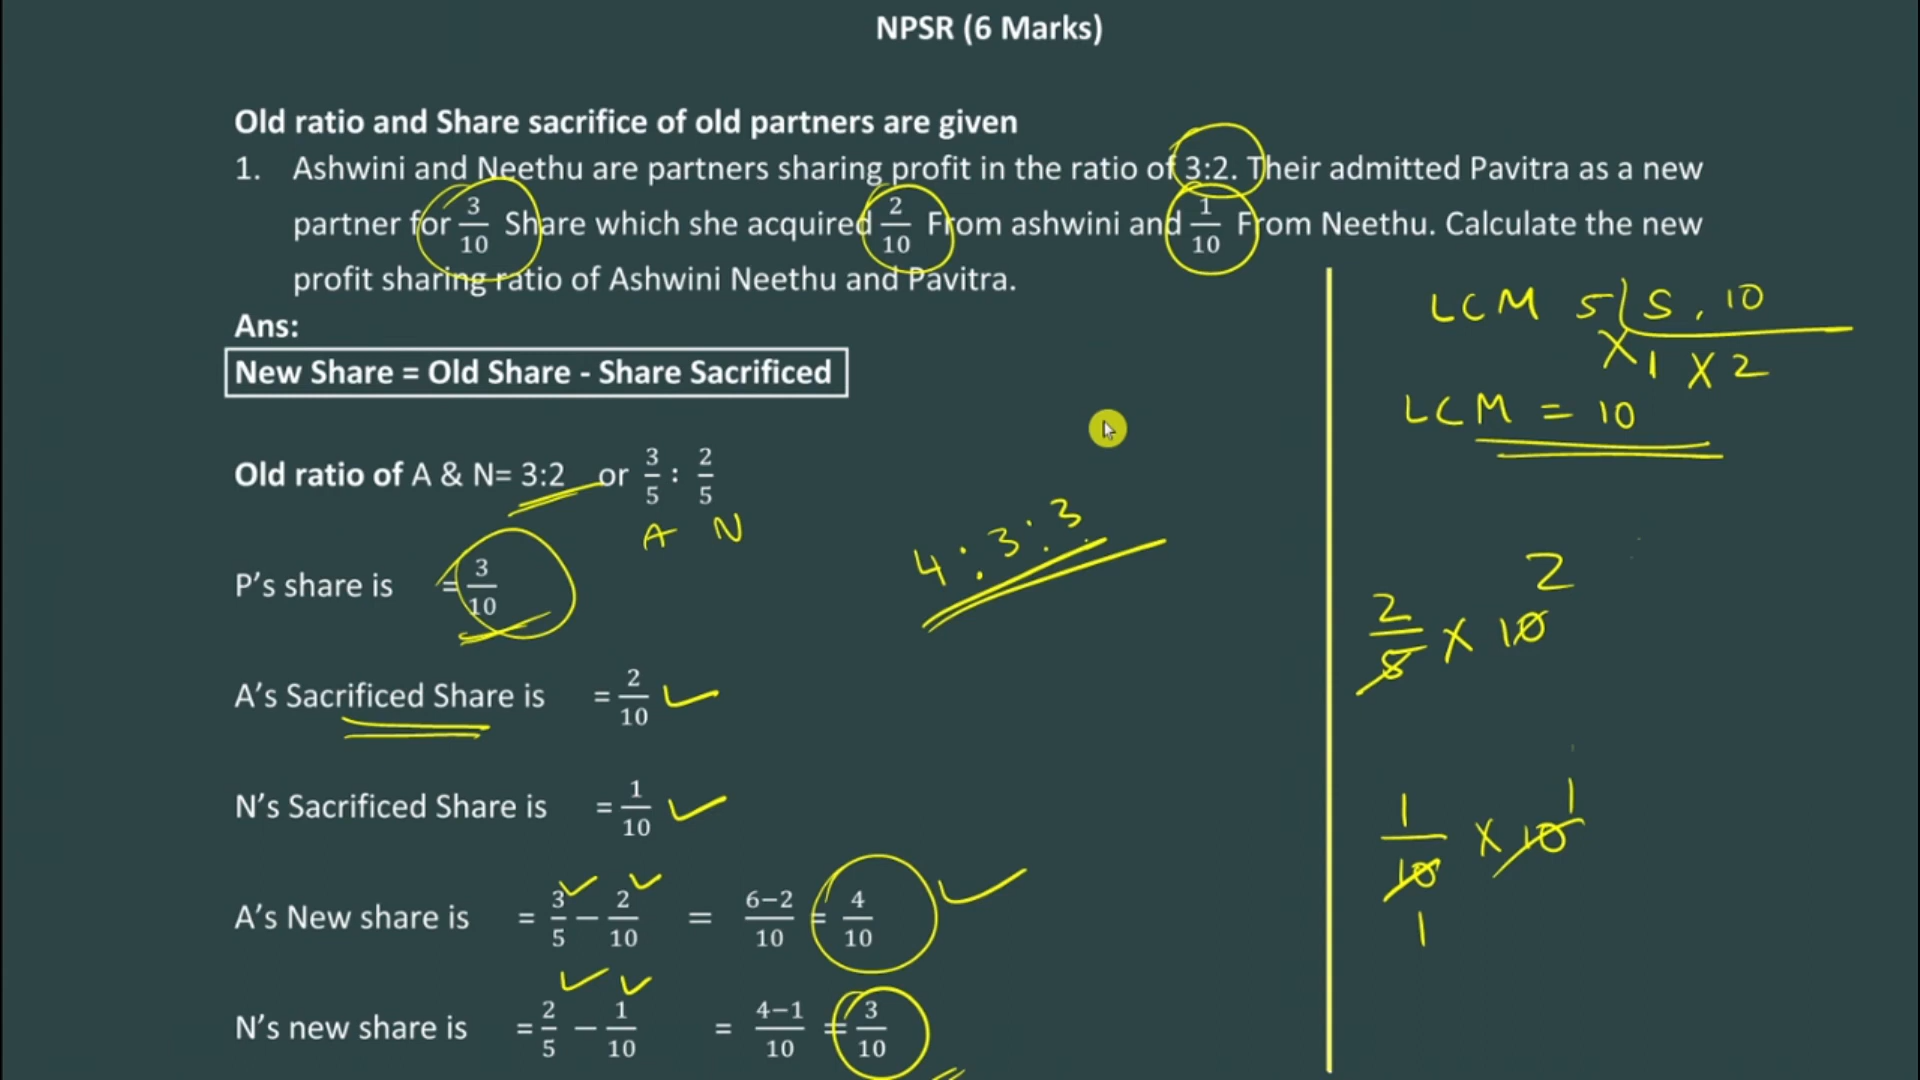 NPSR (6 Marks)
Old ratio and Share sacrifice of old partners are given
1. Ashwini and Neethu are partners sharing profit in the ratio of 3:2. Their admitted Pavitra as a new
partner for 3/10 Share which she acquired 2/10 From ashwini and 1/10 From Neethu. Calculate the new
profit sharing ratio of Ashwini Neethu and Pavitra.
Ans:
New Share = Old Share - Share Sacrificed
Old ratio of A & N= 3:2 or 3/5 : 2/5
A N
P's share is = 3/10
4:3:3
A's Sacrificed Share is = 2/10
N's Sacrificed Share is = 1/10
A's New share is = 3/5 − 2/10 = 6−2/10 = 4/10
N's new share is = 2/5 − 1/10 = 4−1/10 = 3/10
LCM 5 | 5, 10
X 1 X 2
LCM = 10
2
2/5 X 10
1
1/10 X 10
1